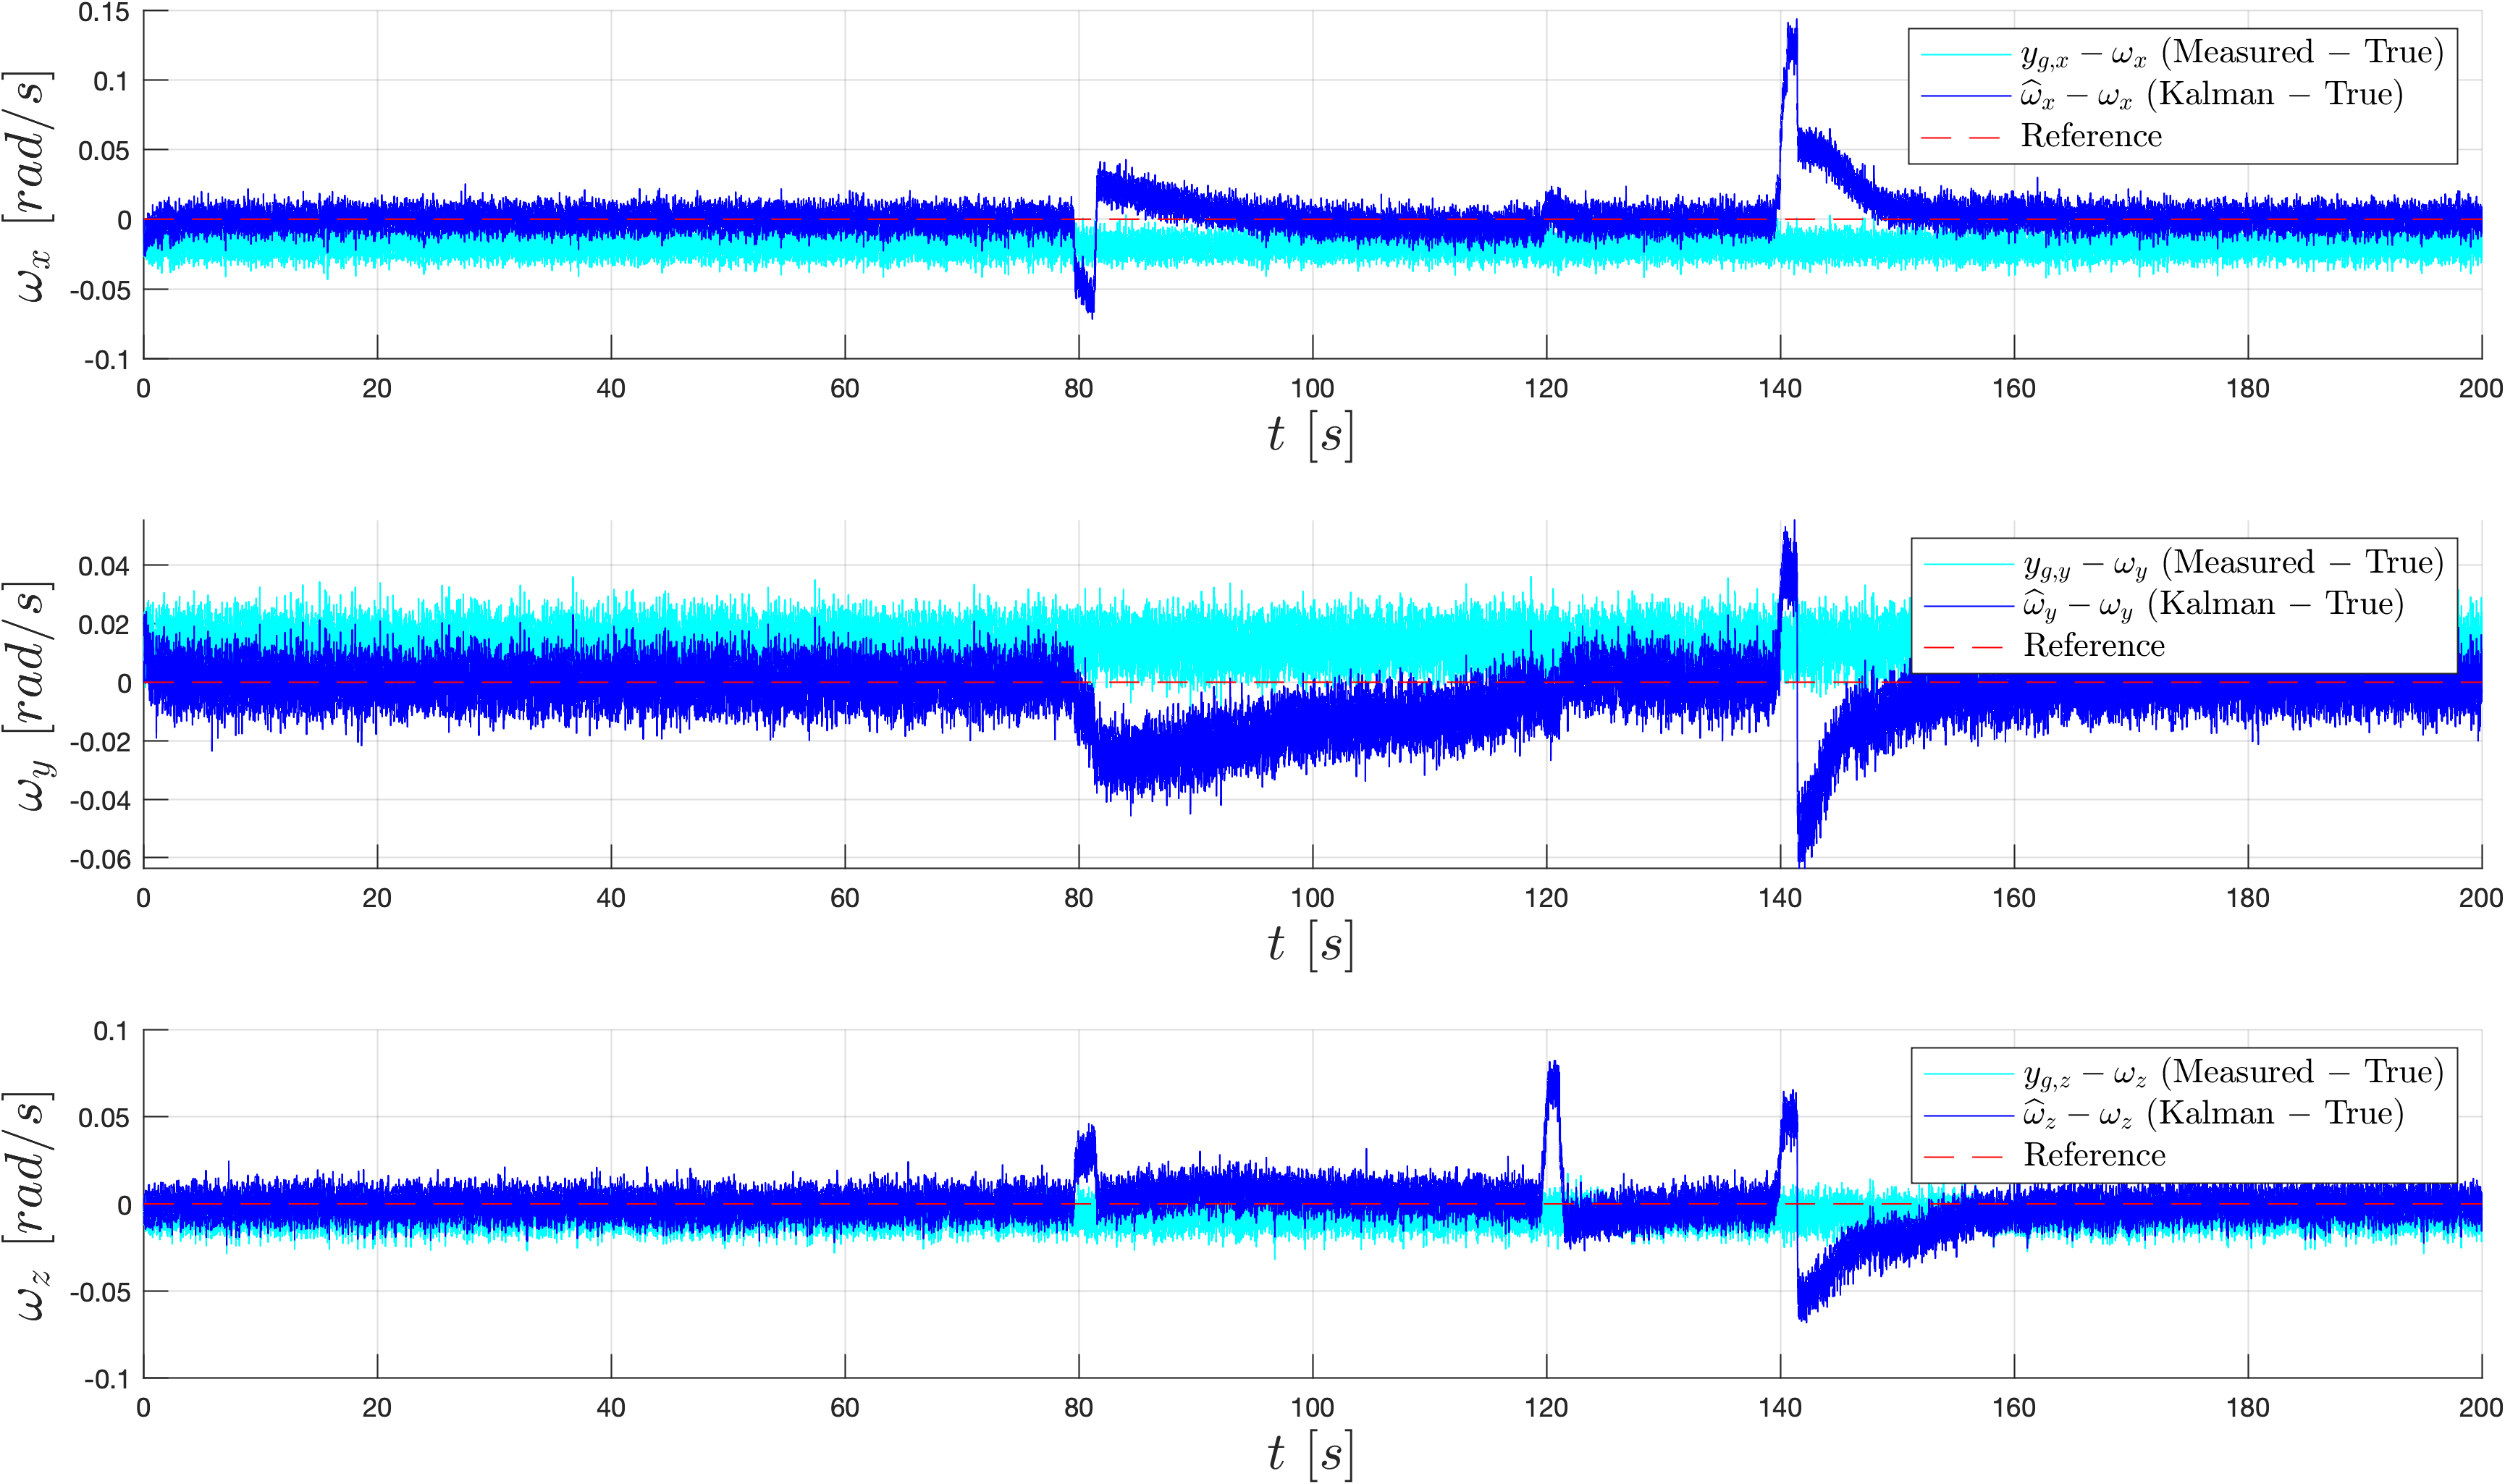 0.15
0.1
0.05
0
-0.05
-0.1
ω_x [rad/s]
y_{g,x} − ω_x (Measured − True)
ω̂_x − ω_x (Kalman − True)
Reference
0 20 40 60 80 100 120 140 160 180 200
t [s]
0.04
0.02
0
-0.02
-0.04
-0.06
ω_y [rad/s]
y_{g,y} − ω_y (Measured − True)
ω̂_y − ω_y (Kalman − True)
Reference
0 20 40 60 80 100 120 140 160 180 200
t [s]
0.1
0.05
0
-0.05
-0.1
ω_z [rad/s]
y_{g,z} − ω_z (Measured − True)
ω̂_z − ω_z (Kalman − True)
Reference
0 20 40 60 80 100 120 140 160 180 200
t [s]